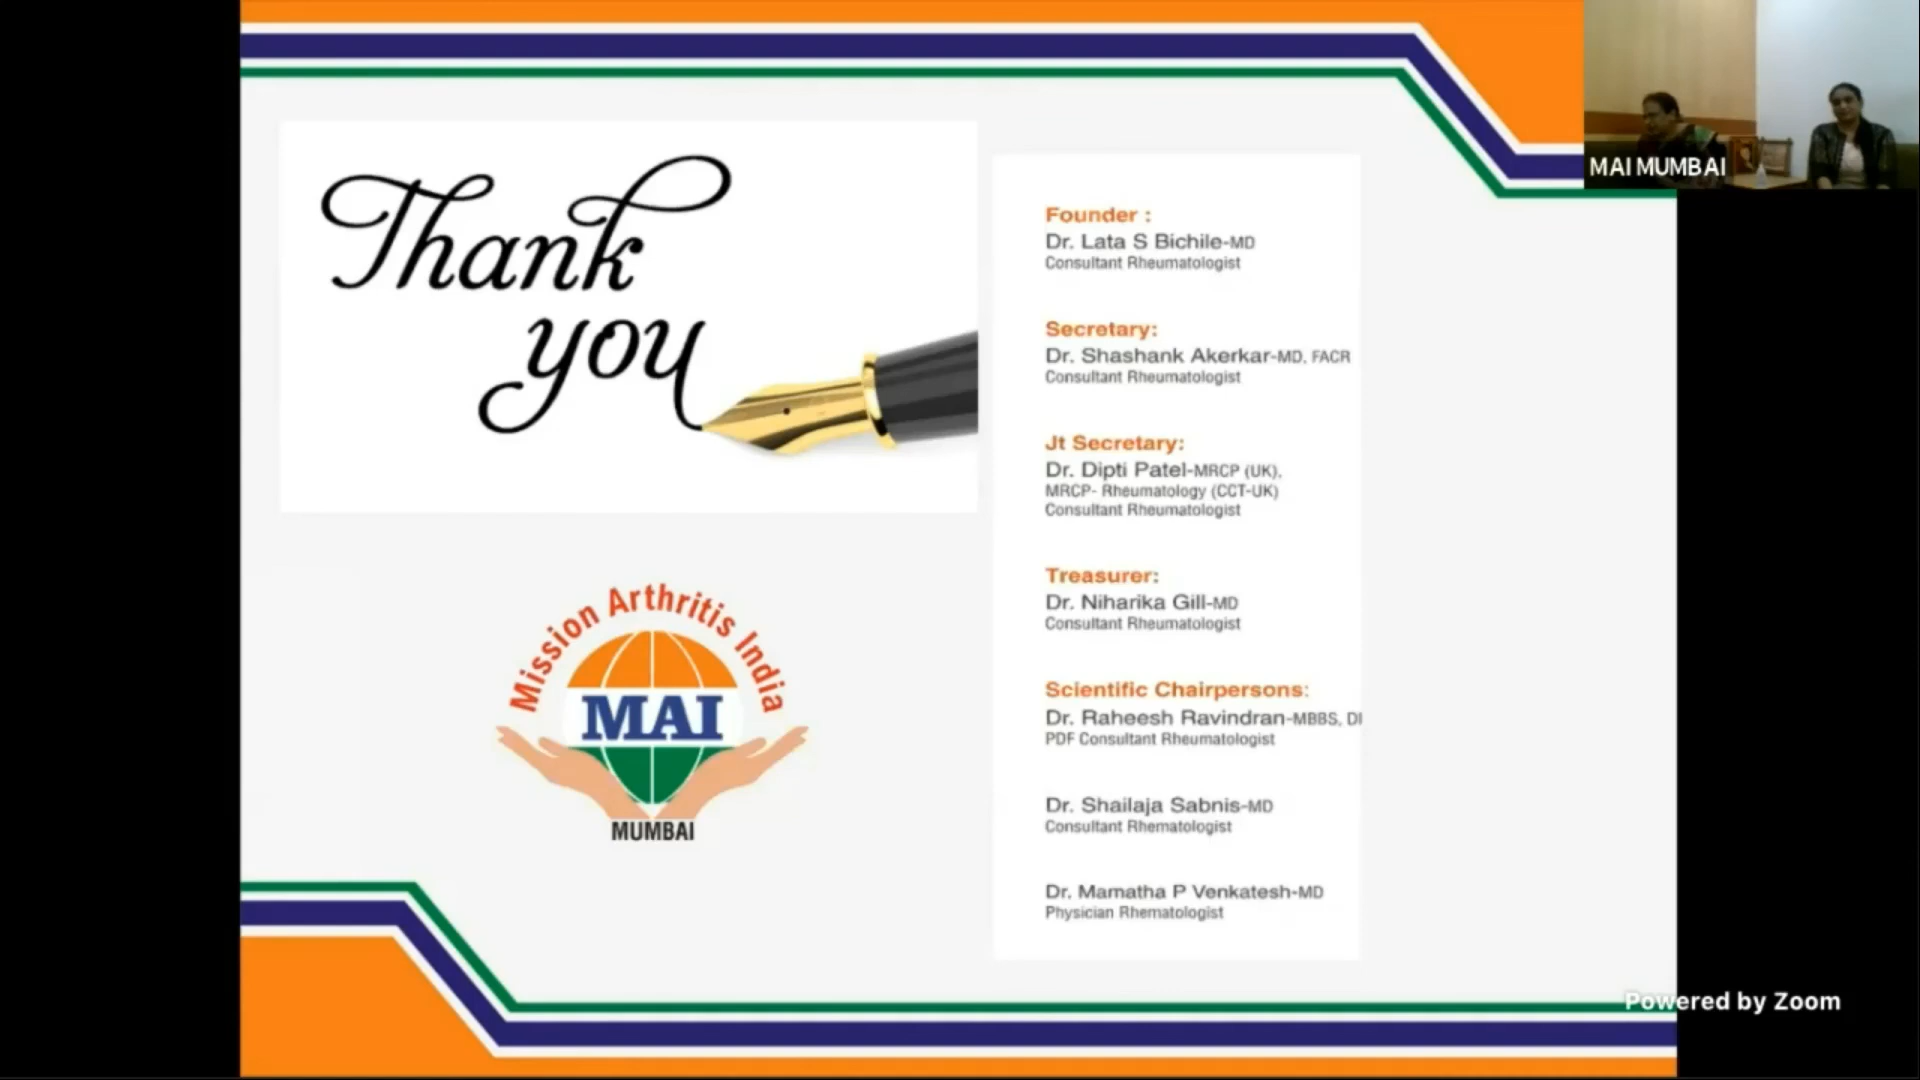 Thank
you
MAI MUMBAI
Founder :
Dr. Lata S Bichile-MD
Consultant Rheumatologist
Secretary:
Dr. Shashank Akerkar-MD, FACR
Consultant Rheumatologist
Jt Secretary:
Dr. Dipti Patel-MRCP (UK),
MRCP- Rheumatology (CCT-UK)
Consultant Rheumatologist
Treasurer:
Dr. Niharika Gill-MD
Consultant Rheumatologist
Scientific Chairpersons:
Dr. Raheesh Ravindran-MBBS,
PDF Consultant Rheumatologist
Dr. Shailaja Sabnis-MD
Consultant Rhematologist
Dr. Mamatha P Venkatesh-MD
Physician Rhematologist
Mission Arthritis India
MAI
MUMBAI
Powered by Zoom